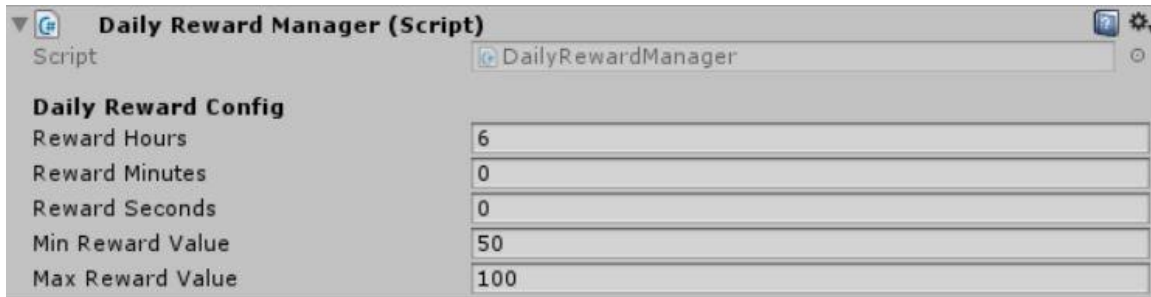 Daily Reward Manager (Script)
Script DailyRewardManager
Daily Reward Config
Reward Hours 6
Reward Minutes 0
Reward Seconds 0
Min Reward Value 50
Max Reward Value 100